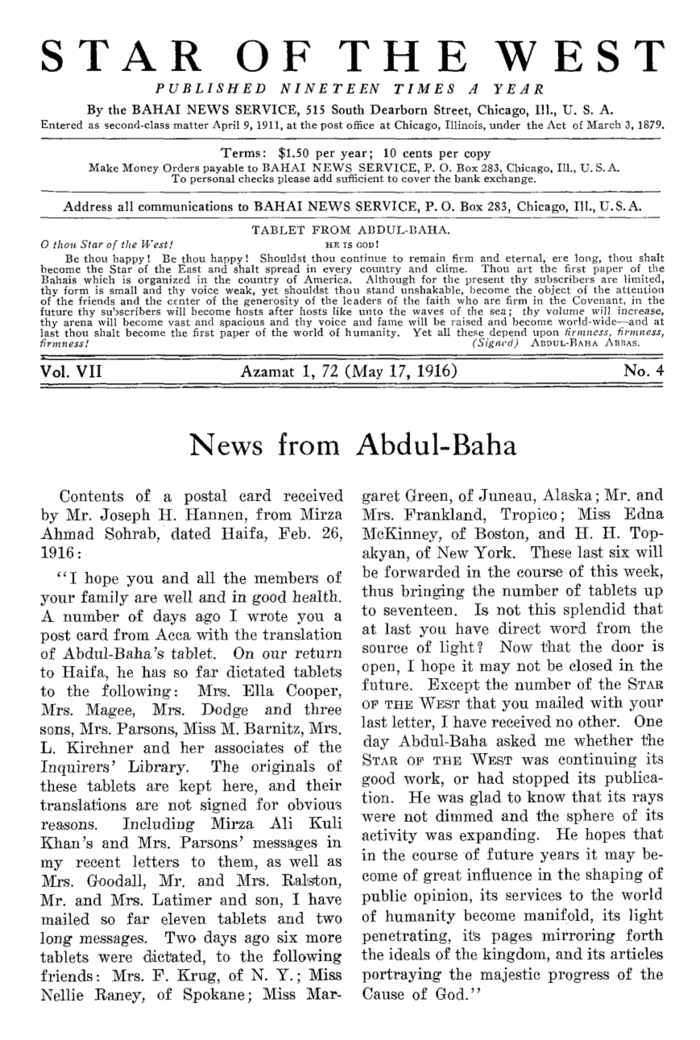 STAR OF THE WEST
PUBLISHED NINETEEN TIMES A YEAR
By the BAHAI NEWS SERVICE, 515 South Dearborn Street, Chicago, Ill., U. S. A.
Entered as second-class matter April 9, 1911, at the post office at Chicago, Illinois, under the Act of March 3, 1879.
Terms: $1.50 per year; 10 cents per copy
Make Money Orders payable to BAHAI NEWS SERVICE, P. O. Box 283, Chicago, Ill., U. S. A.
To personal checks please add sufficient to cover the bank exchange.
Address all communications to BAHAI NEWS SERVICE, P. O. Box 283, Chicago, Ill., U.S.A.
TABLET FROM ABDUL-BAHA.
O thou Star of the West! HE IS GOD!
Be thou happy! Be thou happy! Shouldst thou continue to remain firm and eternal, ere long, thou shalt
become the Star of the East and shalt spread in every country and clime. Thou art the first paper of the
Bahais which is organized in the country of America. Although for the present thy subscribers are limited,
thy form is small and thy voice weak, yet shouldst thou stand unshakable, become the object of the attention
of the friends and the center of the generosity of the leaders of the faith who are firm in the Covenant, in the
future thy subscribers will become hosts after hosts like unto the waves of the sea; thy volume will increase,
thy arena will become vast and spacious and thy voice and fame will be raised and become world-wide—and at
last thou shalt become the first paper of the world of humanity. Yet all these depend upon firmness, firmness,
firmness! (Signed) ABDUL-BAHA ABBAS.
Vol. VII Azamat 1, 72 (May 17, 1916) No. 4
News from Abdul-Baha
Contents of a postal card received
by Mr. Joseph H. Hannen, from Mirza
Ahmad Sohrab, dated Haifa, Feb. 26,
1916:
"I hope you and all the members of
your family are well and in good health.
A number of days ago I wrote you a
post card from Acca with the translation
of Abdul-Baha's tablet. On our return
to Haifa, he has so far dictated tablets
to the following: Mrs. Ella Cooper,
Mrs. Magee, Mrs. Dodge and three
sons, Mrs. Parsons, Miss M. Barnitz, Mrs.
L. Kirchner and her associates of the
Inquirers' Library. The originals of
these tablets are kept here, and their
translations are not signed for obvious
reasons. Including Mirza Ali Kuli
Khan's and Mrs. Parsons' messages in
my recent letters to them, as well as
Mrs. Goodall, Mr. and Mrs. Ralston,
Mr. and Mrs. Latimer and son, I have
mailed so far eleven tablets and two
long messages. Two days ago six more
tablets were dictated, to the following
friends: Mrs. F. Krug, of N. Y.; Miss
Nellie Raney, of Spokane; Miss Mar-
garet Green, of Juneau, Alaska; Mr. and
Mrs. Frankland, Tropico; Miss Edna
McKinney, of Boston, and H. H. Top-
akyan, of New York. These last six will
be forwarded in the course of this week,
thus bringing the number of tablets up
to seventeen. Is not this splendid that
at last you have direct word from the
source of light? Now that the door is
open, I hope it may not be closed in the
future. Except the number of the STAR
OF THE WEST that you mailed with your
last letter, I have received no other. One
day Abdul-Baha asked me whether the
STAR OF THE WEST was continuing its
good work, or had stopped its publica-
tion. He was glad to know that its rays
were not dimmed and the sphere of its
activity was expanding. He hopes that
in the course of future years it may be-
come of great influence in the shaping of
public opinion, its services to the world
of humanity become manifold, its light
penetrating, its pages mirroring forth
the ideals of the kingdom, and its articles
portraying the majestic progress of the
Cause of God."